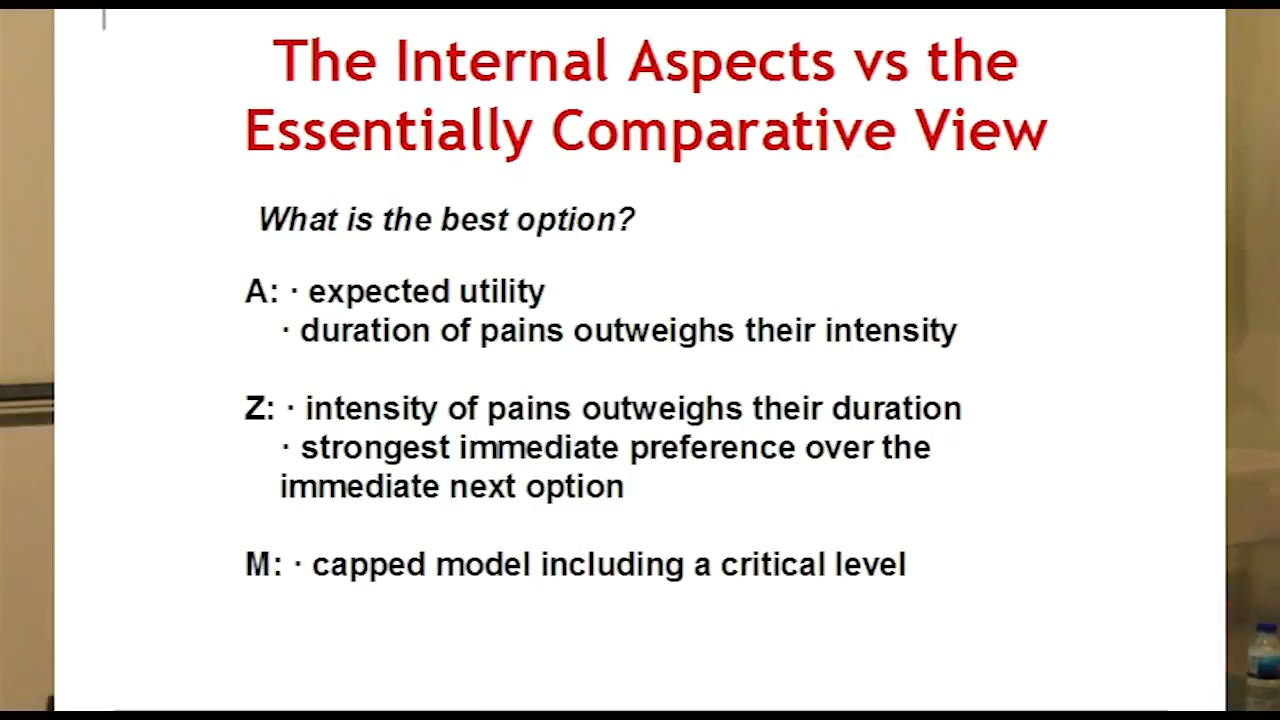 The Internal Aspects vs the
Essentially Comparative View
What is the best option?
A: · expected utility
· duration of pains outweighs their intensity
Z: · intensity of pains outweighs their duration
· strongest immediate preference over the
immediate next option
M: · capped model including a critical level